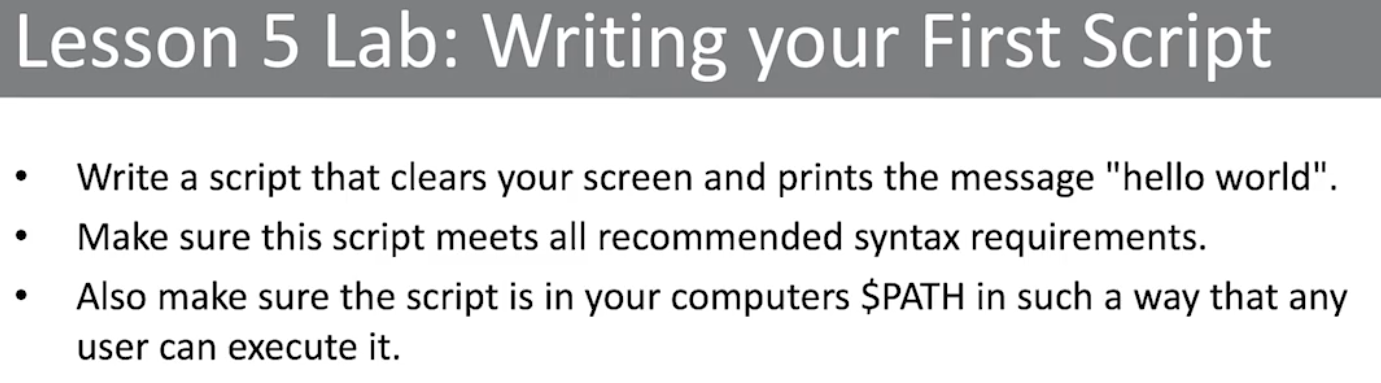 Lesson 5 Lab: Writing your First Script
• Write a script that clears your screen and prints the message "hello world".
• Make sure this script meets all recommended syntax requirements.
• Also make sure the script is in your computers $PATH in such a way that any
user can execute it.